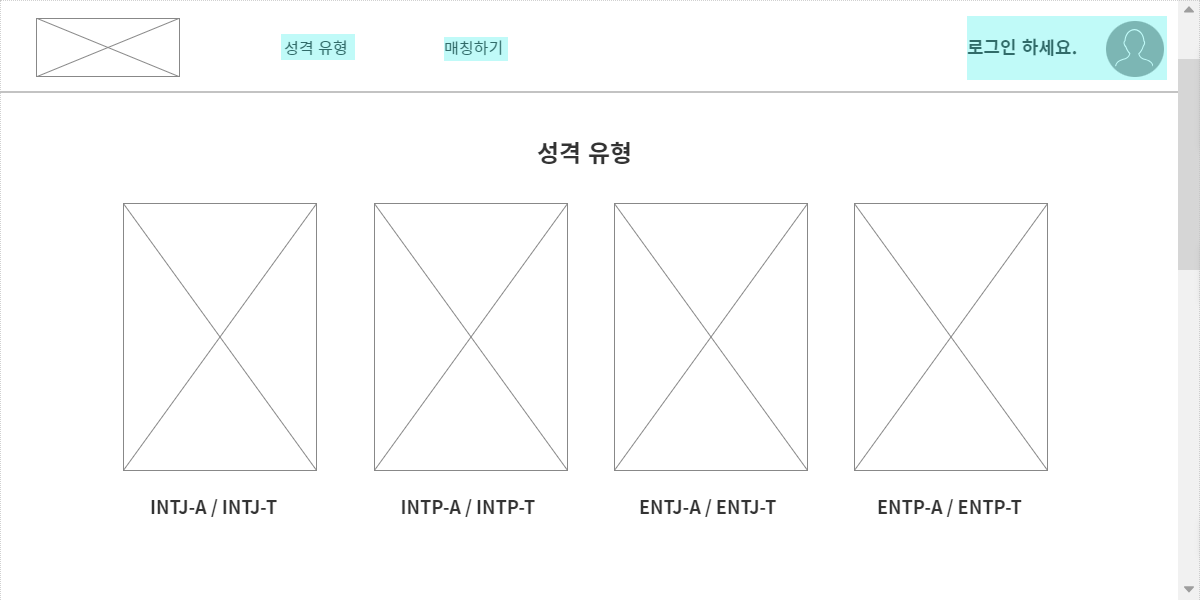 성격 유형
매칭하기
로그인 하세요.
성격 유형
INTJ-A / INTJ-T
INTP-A / INTP-T
ENTJ-A / ENTJ-T
ENTP-A / ENTP-T